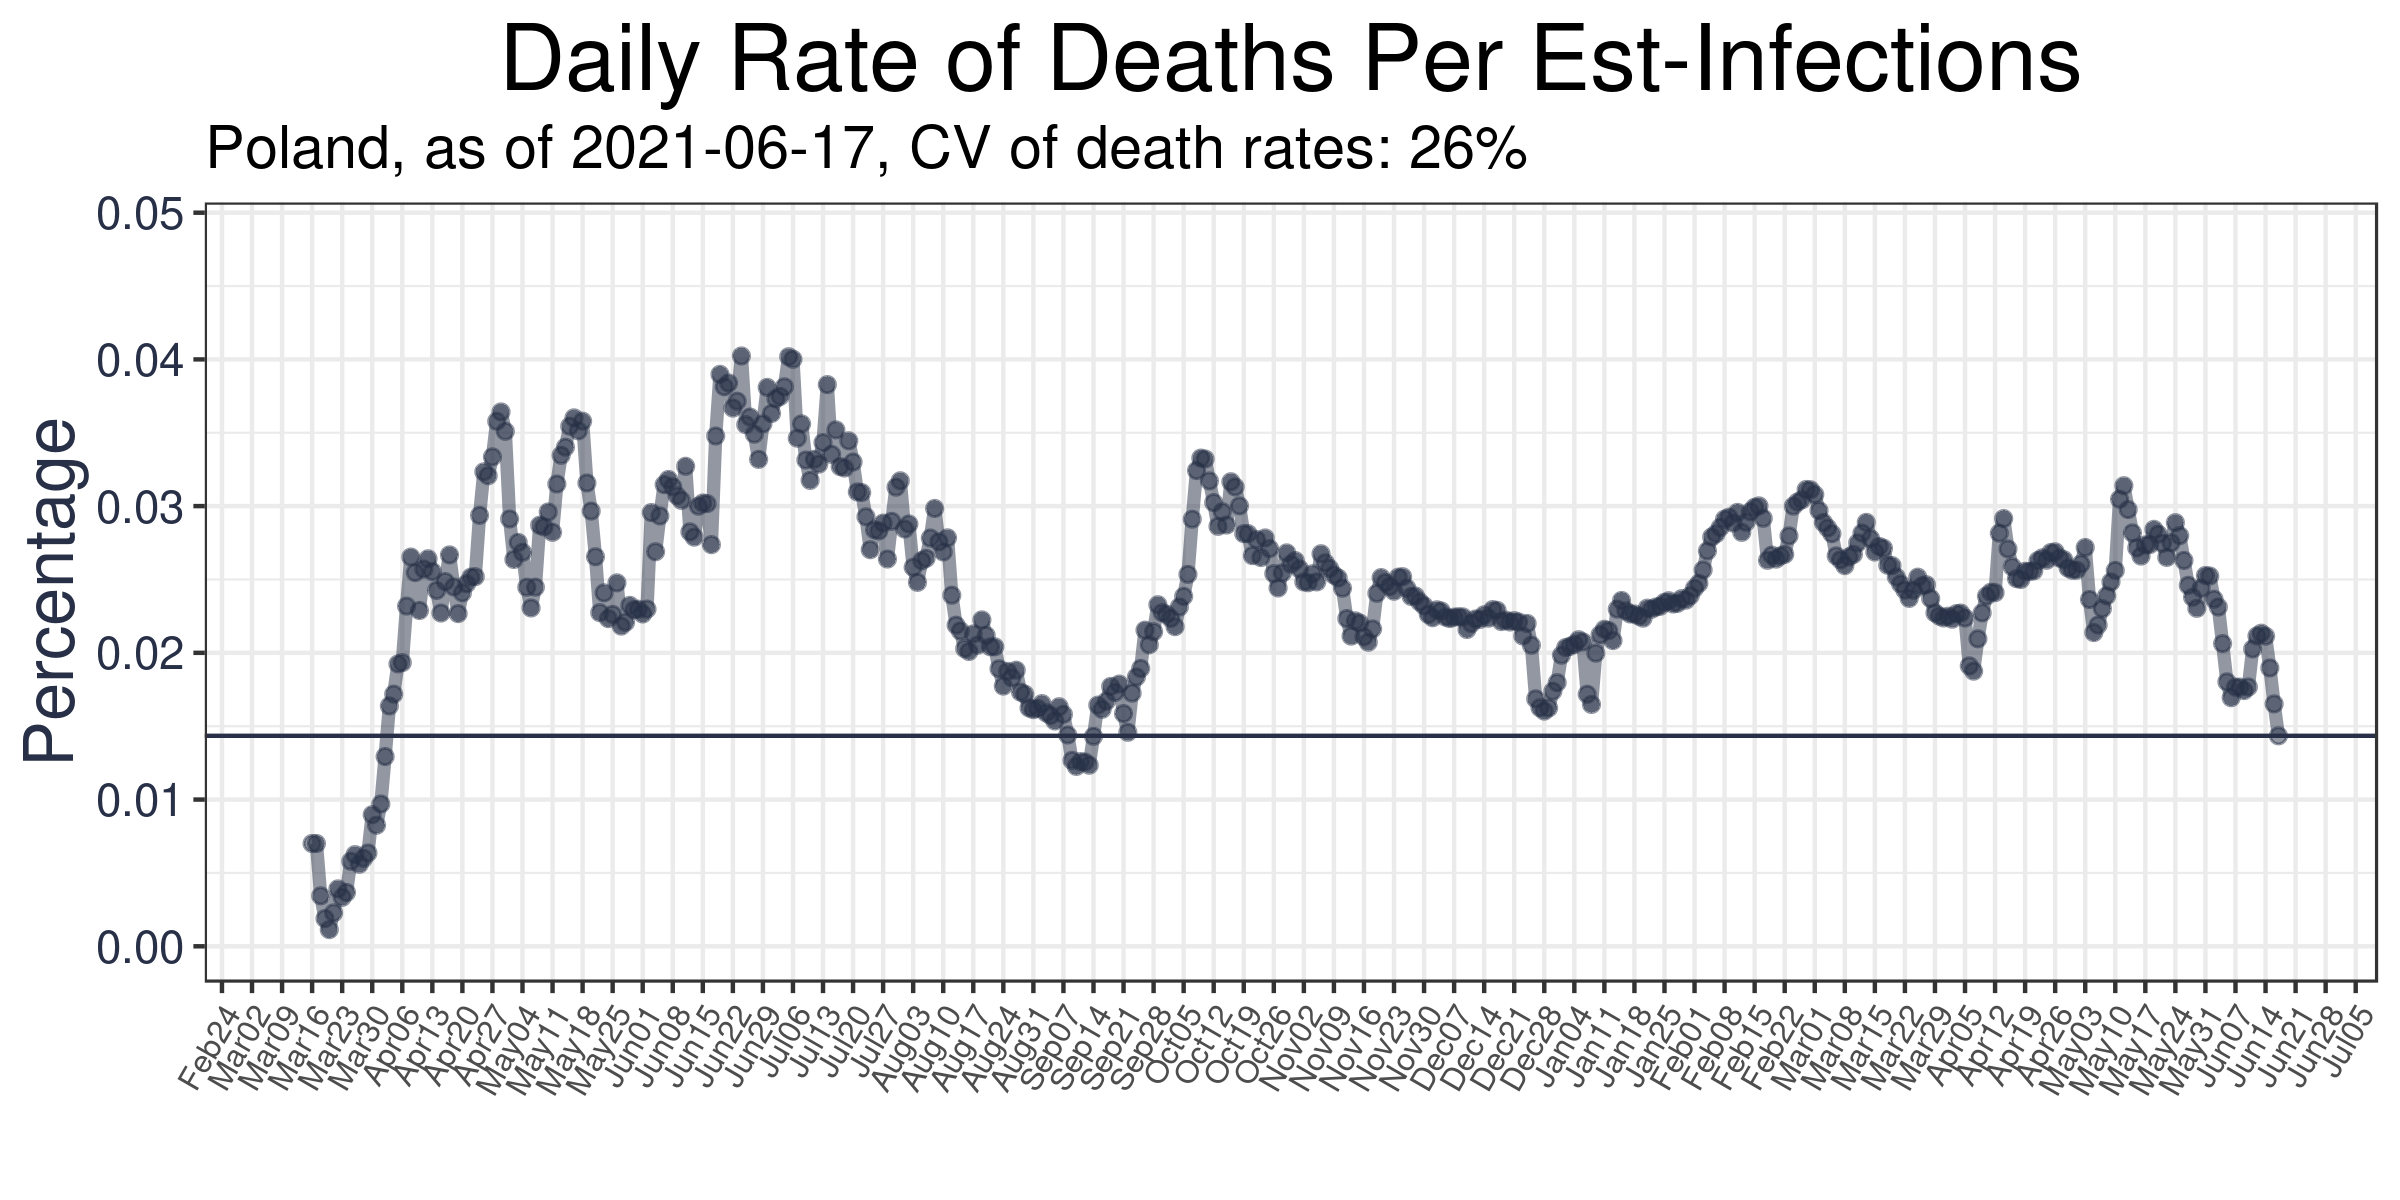 Daily Rate of Deaths Per Est-Infections
Poland, as of 2021-06-17, CV of death rates: 26%
Percentage
0.05
0.04
0.03
0.02
0.01
0.00
Feb24
Mar02
Mar09
Mar16
Mar23
Mar30
Apr06
Apr13
Apr20
Apr27
May04
May11
May18
May25
Jun01
Jun08
Jun15
Jun22
Jun29
Jul06
Jul13
Jul20
Jul27
Aug03
Aug10
Aug17
Aug24
Aug31
Sep07
Sep14
Sep21
Sep28
Oct05
Oct12
Oct19
Oct26
Nov02
Nov09
Nov16
Nov23
Nov30
Dec07
Dec14
Dec21
Dec28
Jan04
Jan11
Jan18
Jan25
Feb01
Feb08
Feb15
Feb22
Mar01
Mar08
Mar15
Mar22
Mar29
Apr05
Apr12
Apr19
Apr26
May03
May10
May17
May24
May31
Jun07
Jun14
Jun21
Jun28
Jul05